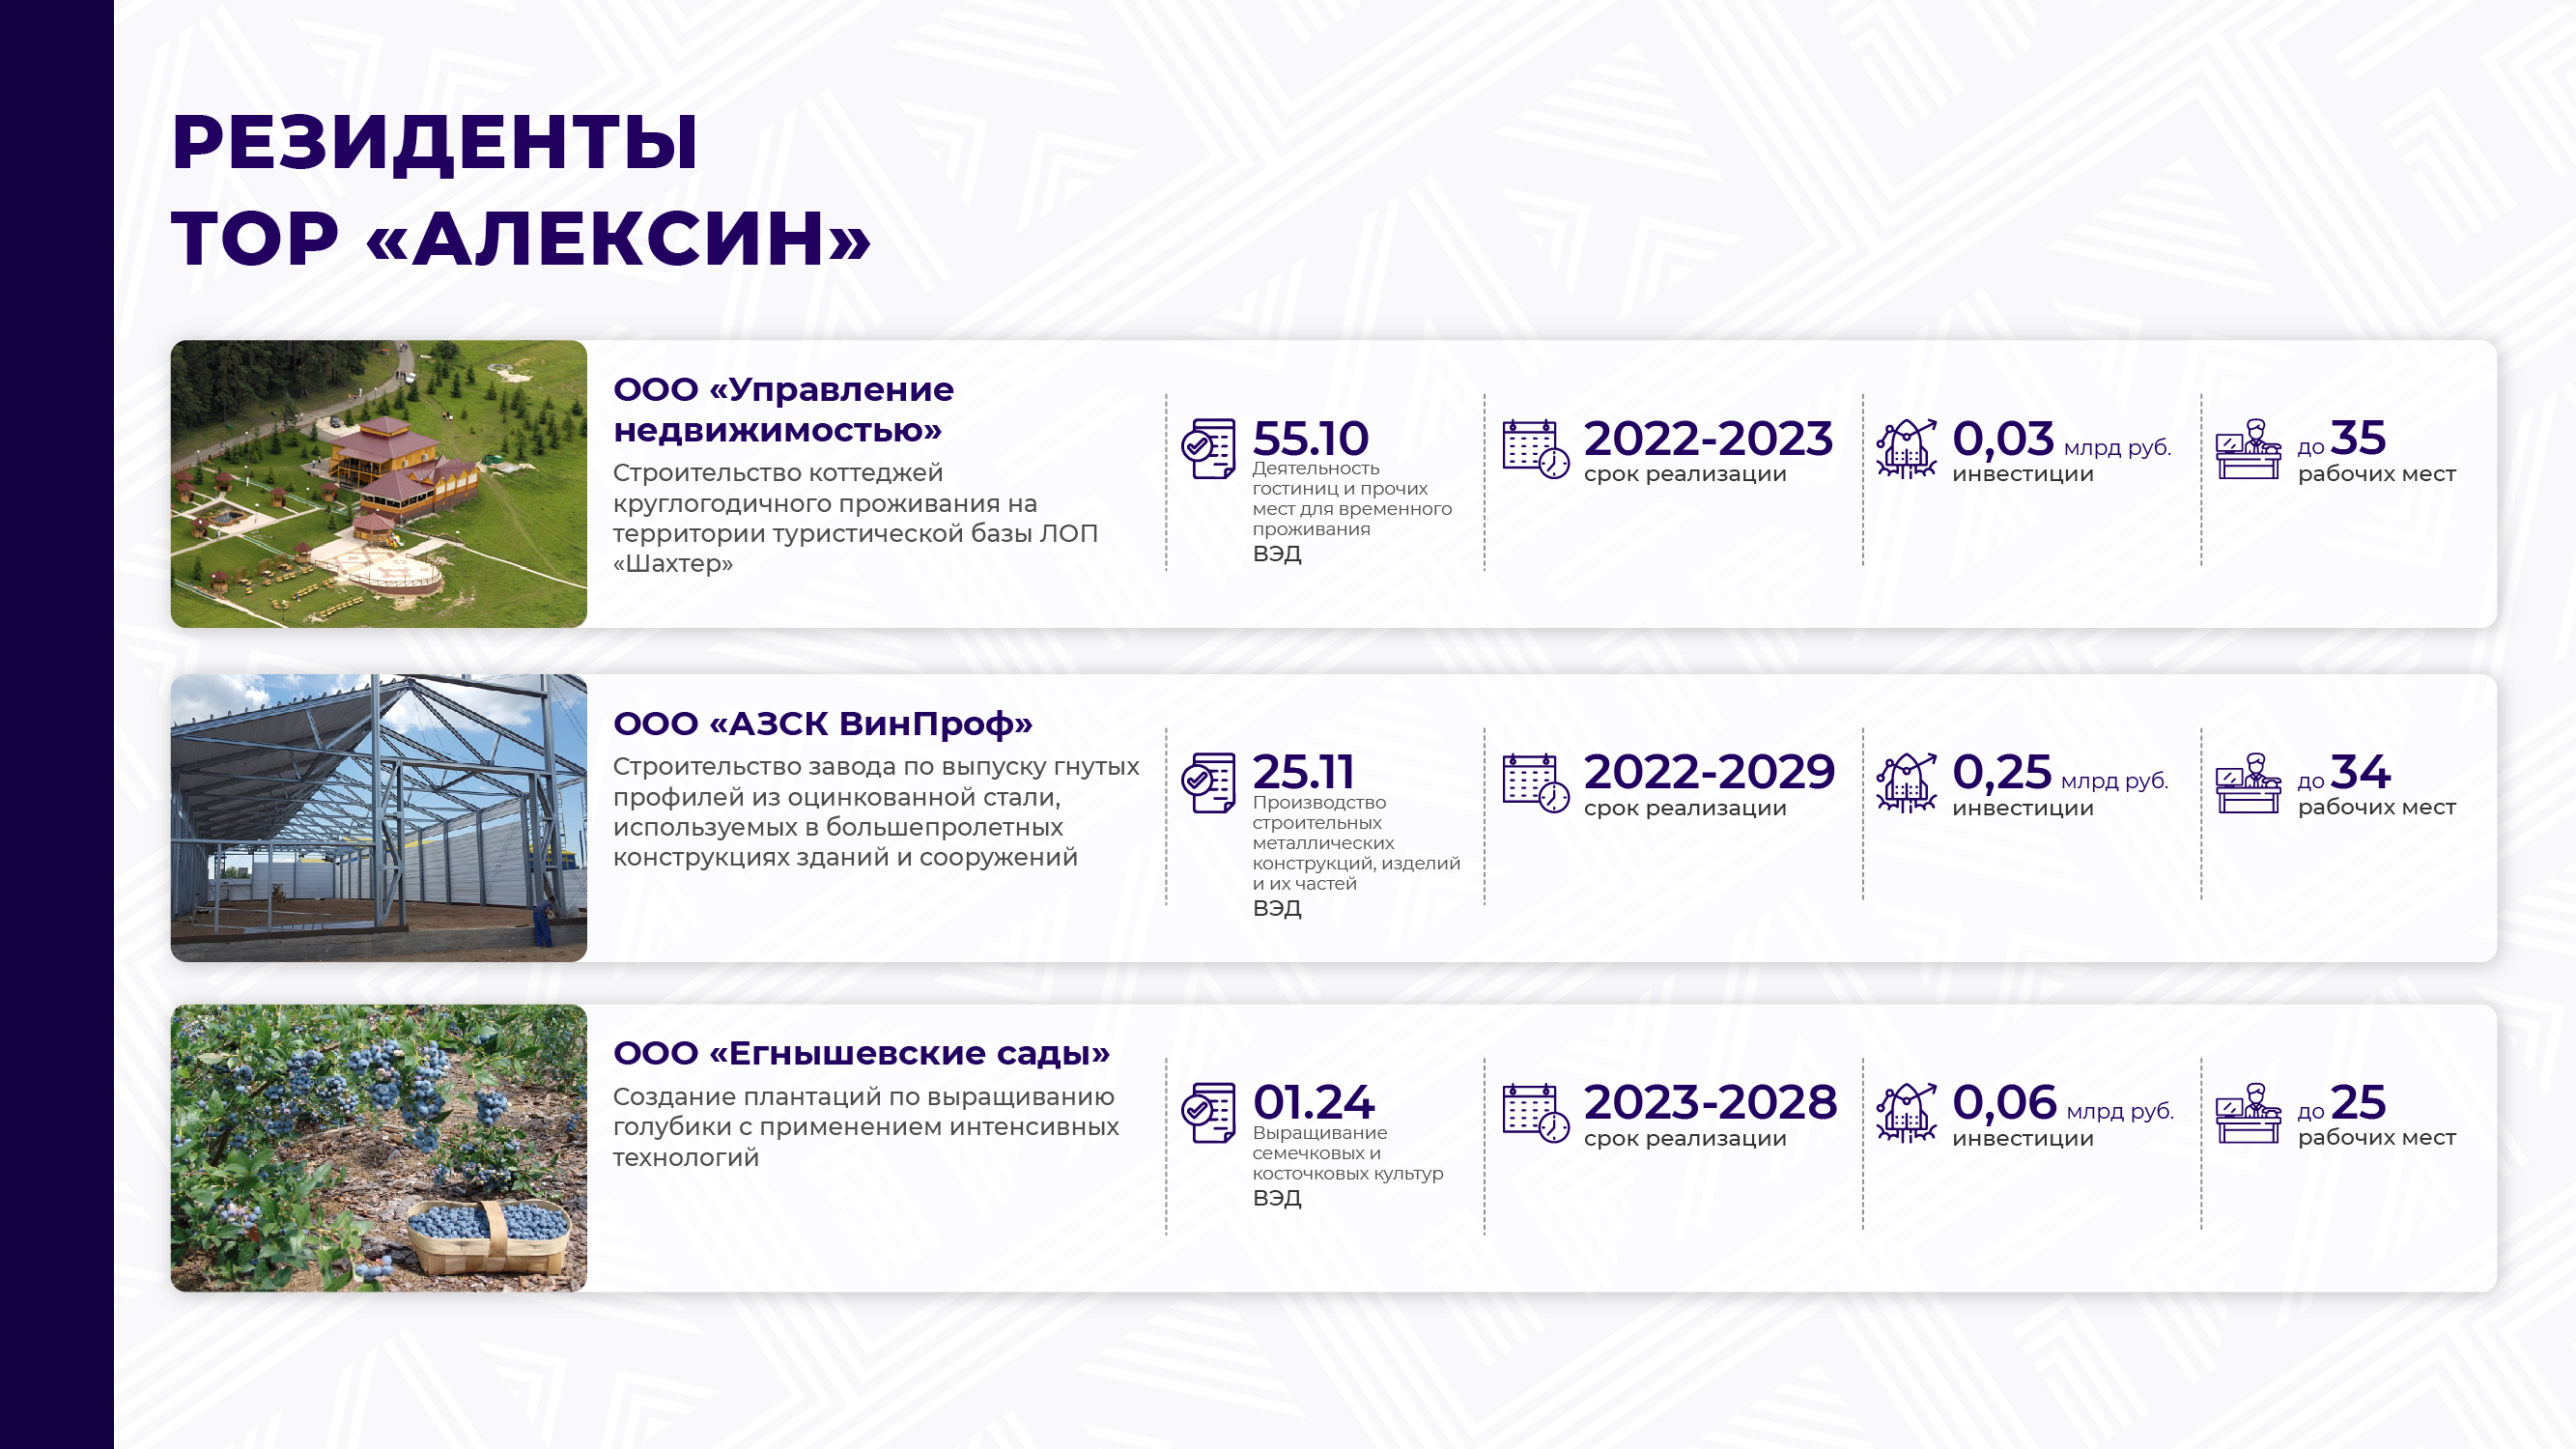 РЕЗИДЕНТЫ
ТОР «АЛЕКСИН»
ООО «Управление
недвижимостью»
Строительство коттеджей
круглогодичного проживания на
территории туристической базы ЛОП
«Шахтер»
55.10
Деятельность
гостиниц и прочих
мест для временного
проживания
ВЭД
2022-2023
срок реализации
0,03 млрд руб.
инвестиции
до 35
рабочих мест
ООО «АЗСК ВинПроф»
Строительство завода по выпуску гнутых
профилей из оцинкованной стали,
используемых в большепролетных
конструкциях зданий и сооружений
25.11
Производство
строительных
металлических
конструкций, изделий
и их частей
ВЭД
2022-2029
срок реализации
0,25 млрд руб.
инвестиции
до 34
рабочих мест
ООО «Егнышевские сады»
Создание плантаций по выращиванию
голубики с применением интенсивных
технологий
01.24
Выращивание
семечковых и
косточковых культур
ВЭД
2023-2028
срок реализации
0,06 млрд руб.
инвестиции
до 25
рабочих мест